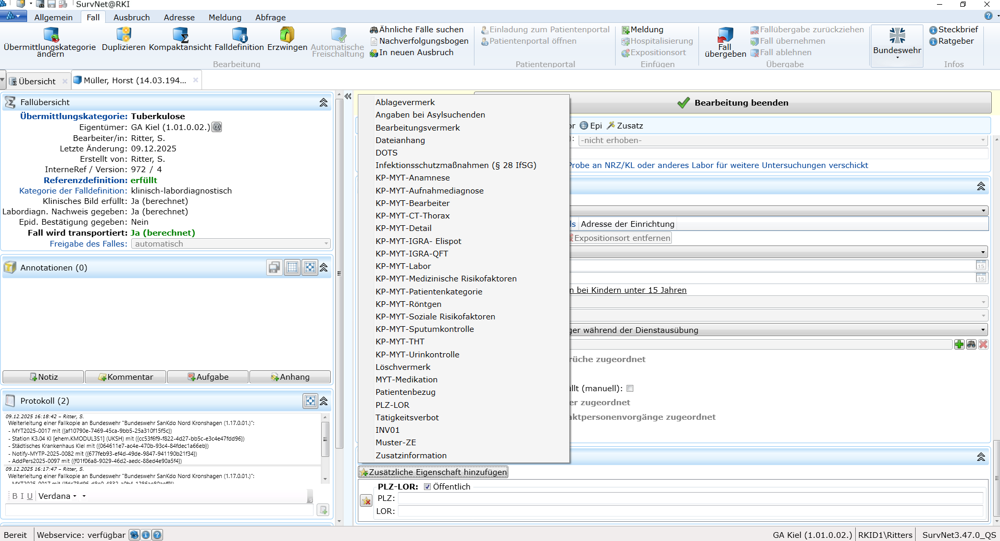 SurvNet@RKI
Allgemein
Fall
Ausbruch
Adresse
Meldung
Abfrage
Übermittlungskategorie
ändern
Duplizieren
Kompaktansicht
Falldefinition
Erzwingen
Automatische
Freischaltung
Ähnliche Fälle suchen
Nachverfolgungsbogen
In neuen Ausbruch
Bearbeitung
Einladung zum Patientenportal
Patientenportal öffnen
Patientenportal
Meldung
Hospitalisierung
Expositionsort
Einfügen
Fall
übergeben
Fallübergabe zurückziehen
Fall übernehmen
Fall ablehnen
Übergabe
Bundeswehr
Steckbrief
Ratgeber
Infos
Übersicht
Müller, Horst (14.03.194...
Fallübersicht
Übermittlungskategorie: Tuberkulose
Eigentümer: GA Kiel (1.01.0.02.)
Bearbeiter/in: Ritter, S.
Letzte Änderung: 09.12.2025
Erstellt von: Ritter, S.
InterneRef / Version: 972 / 4
Referenzdefinition: erfüllt
Kategorie der Falldefinition: klinisch-labordiagnostisch
Klinisches Bild erfüllt: Ja (berechnet)
Labordiagn. Nachweis gegeben: Ja (berechnet)
Epid. Bestätigung gegeben: Nein
Fall wird transportiert: Ja (berechnet)
Freigabe des Falles: automatisch
Annotationen (0)
Notiz
Kommentar
Aufgabe
Anhang
Protokoll (2)
09.12.2025 16:18:42 – Ritter, S.
Weiterleitung einer Fallkopie an Bundeswehr "Bundeswehr SanKdo Nord Kronshagen (1.17.0.01.)":
- MYT2025-0017 mit ({af10790e-7469-45ca-9bb5-25a310f15f5c})
- Station K3.04 KI [ehem.KMODUL3S1] (UKSH) mit ({cc53f6f9-f822-4d27-bb5c-e3c4e47fdd96})
- Städtisches Krankenhaus Kiel mit ({064611e7-ac4e-470b-93c4-84fdec1a66eb})
- Notify-MYTP-2025-0082 mit ({677feb93-ef4d-49de-9847-941190b21f34})
- AddPers2025-0097 mit ({f01f06a8-9029-46d2-aedc-88ed4e90a5f4})
09.12.2025 16:17:47 – Ritter, S.
Weiterleitung einer Fallkopie an Bundeswehr "Bundeswehr SanKdo Nord Kronshagen (1.17.0.01.)":
B I U Verdana
Ablagevermerk
Angaben bei Asylsuchenden
Bearbeitungsvermerk
Dateianhang
DOTS
Infektionsschutzmaßnahmen (§ 28 IfSG)
KP-MYT-Anamnese
KP-MYT-Aufnahmediagnose
KP-MYT-Bearbeiter
KP-MYT-CT-Thorax
KP-MYT-Detail
KP-MYT-IGRA- Elispot
KP-MYT-IGRA-QFT
KP-MYT-Labor
KP-MYT-Medizinische Risikofaktoren
KP-MYT-Patientenkategorie
KP-MYT-Röntgen
KP-MYT-Soziale Risikofaktoren
KP-MYT-Sputumkontrolle
KP-MYT-THT
KP-MYT-Urinkontrolle
Löschvermerk
MYT-Medikation
Patientenbezug
PLZ-LOR
Tätigkeitsverbot
INV01
Muster-ZE
Zusatzinformation
Bearbeitung beenden
or Epi Zusatz
): -nicht erhoben-
Probe an NRZ/KL oder anderes Labor für weitere Untersuchungen verschickt
ls Adresse der Einrichtung
Expositionsort entfernen
15
15
n bei Kindern unter 15 Jahren
ger während der Dienstausübung
rüche zugeordnet
üllt (manuell):
er zugeordnet
aktpersonenvorgänge zugeordnet
Zusätzliche Eigenschaft hinzufügen
PLZ-LOR: Öffentlich
PLZ:
LOR:
Bereit
Webservice: verfügbar
GA Kiel (1.01.0.02.)
RKID1\Ritters
SurvNet3.47.0_QS